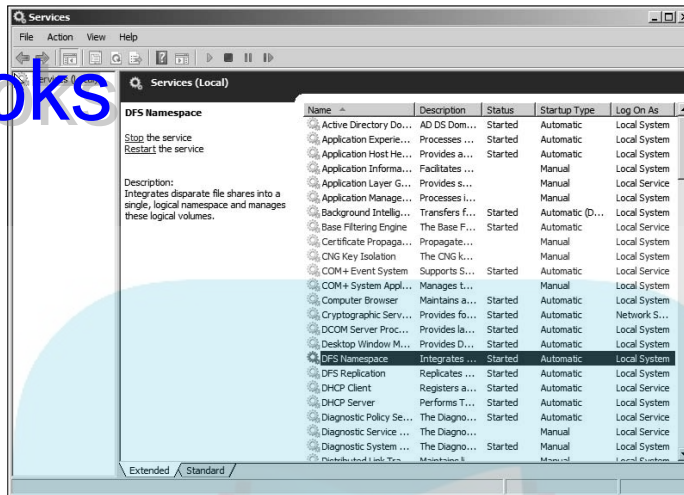 Services
File Action View Help
oks
Services (Local)
DFS Namespace
Stop the service
Restart the service
Description:
Integrates disparate file shares into a
single, logical namespace and manages
these logical volumes.
Name Description Status Startup Type Log On As
Active Directory Do... AD DS Dom... Started Automatic Local System
Application Experie... Processes ... Started Automatic Local System
Application Host He... Provides a... Started Automatic Local System
Application Informa... Facilitates ... Manual Local System
Application Layer G... Provides s... Manual Local Service
Application Manage... Processes i... Manual Local System
Background Intellig... Transfers f... Started Automatic (D... Local System
Base Filtering Engine The Base F... Started Automatic Local Service
Certificate Propaga... Propagate... Manual Local System
CNG Key Isolation The CNG k... Manual Local System
COM+ Event System Supports S... Started Automatic Local Service
COM+ System Appl... Manages t... Manual Local System
Computer Browser Maintains a... Started Automatic Local System
Cryptographic Serv... Provides fo... Started Automatic Network S...
DCOM Server Proc... Provides la... Started Automatic Local System
Desktop Window M... Provides D... Started Automatic Local System
DFS Namespace Integrates ... Started Automatic Local System
DFS Replication Replicates ... Started Automatic Local System
DHCP Client Registers a... Started Automatic Local Service
DHCP Server Performs T... Started Automatic Local System
Diagnostic Policy Se... The Diagno... Started Automatic Local Service
Diagnostic Service ... The Diagno... Manual Local Service
Diagnostic System ... The Diagno... Started Manual Local System
Extended Standard